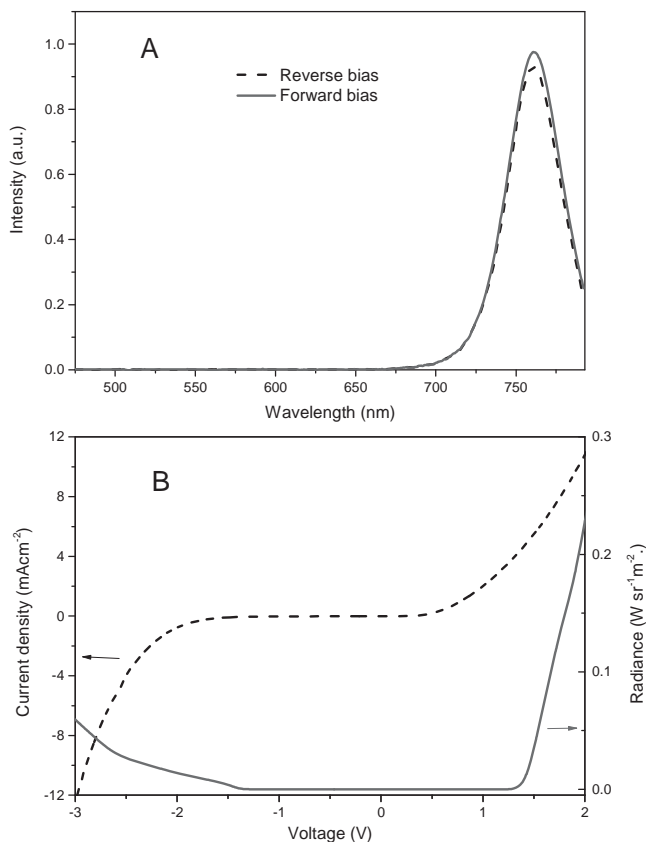 A
Reverse bias
Forward bias
1.0
0.8
0.6
0.4
0.2
0.0
Intensity (a.u.)
500 550 600 650 700 750
Wavelength (nm)
B
12
8
4
0
-4
-8
-12
Current density (mAcm-2)
0.3
0.2
0.1
0.0
Radiance (W sr-1m-2.)
-3 -2 -1 0 1 2
Voltage (V)